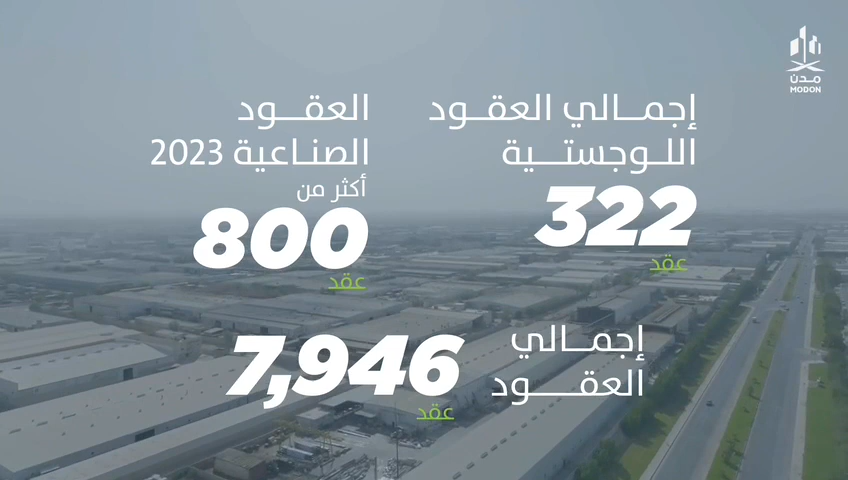 مدن
MODON
إجمالي العقود
اللوجستية
322
عقد
العقود
الصناعية 2023
أكثر من
800
عقد
إجمالي
العقود
7,946
عقد